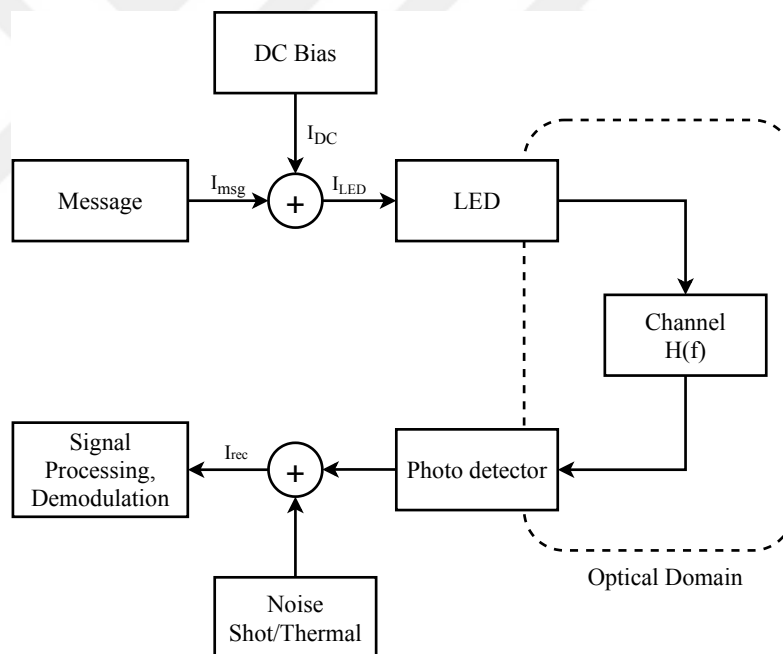 DC Bias
I_DC
Message
I_msg
+
I_LED
LED
Channel
H(f)
Signal
Processing,
Demodulation
I_rec
+
Photo detector
Noise
Shot/Thermal
Optical Domain